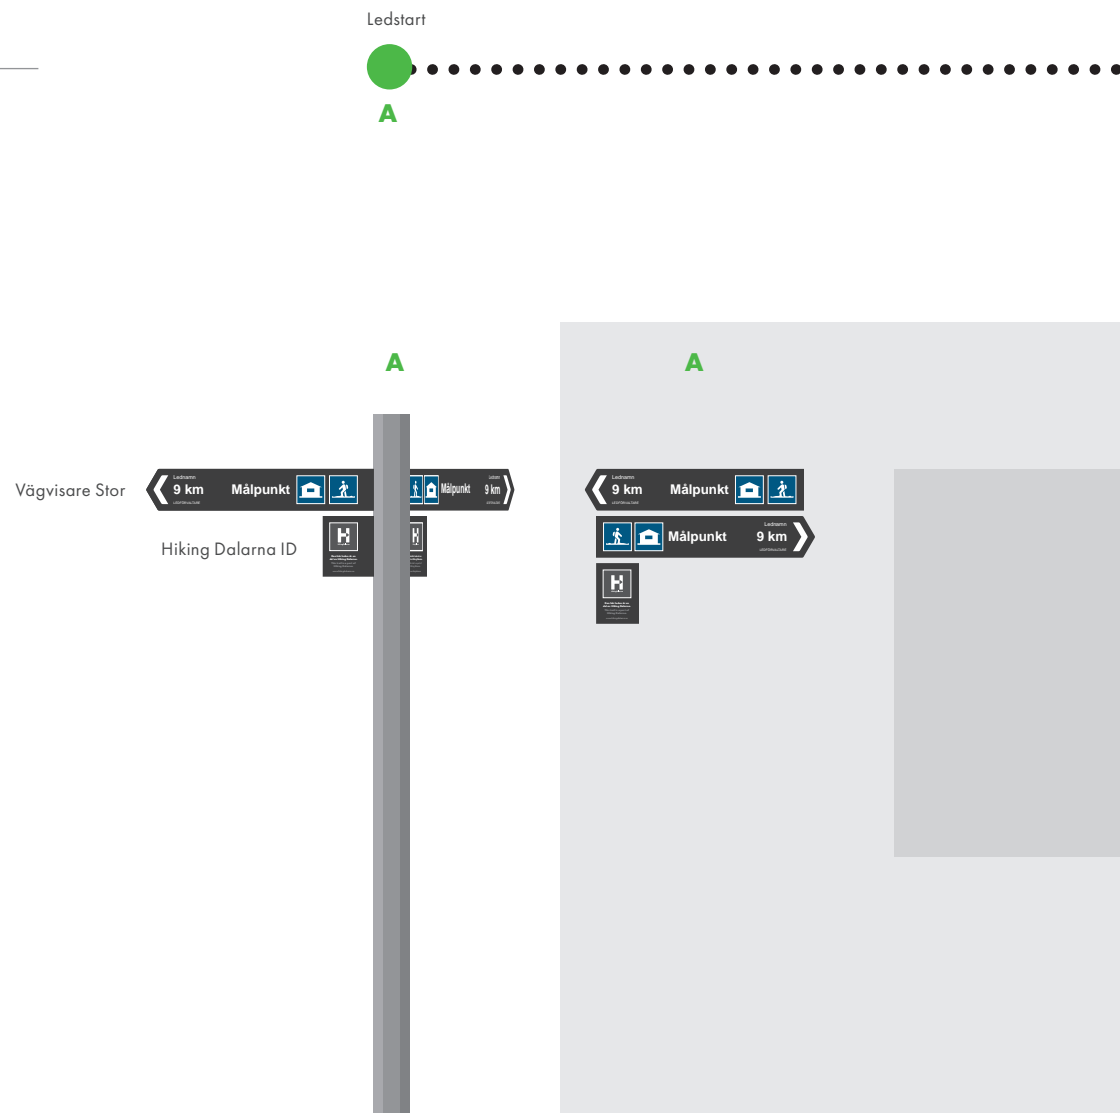 Ledstart
A
A
A
Vägvisare Stor
Lednamn
9 km
Målpunkt
Målpunkt
9 km
Hiking Dalarna ID
H
H
Lednamn
9 km
Målpunkt
Lednamn
Målpunkt
9 km
H